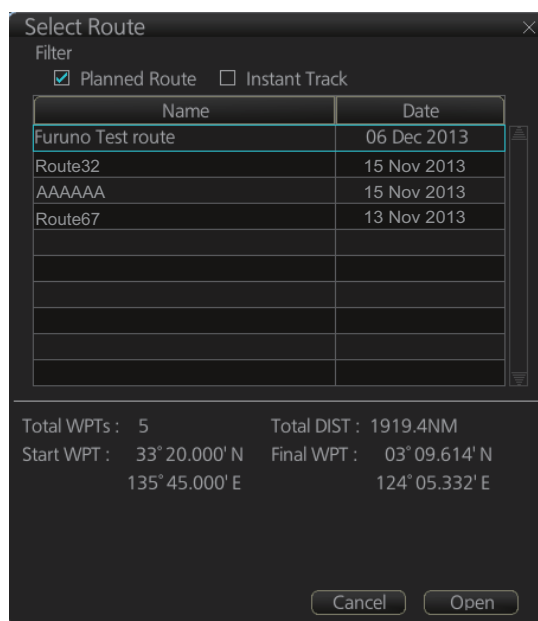 Select Route
Filter
Planned Route Instant Track
Name Date
Furuno Test route 06 Dec 2013
Route32 15 Nov 2013
AAAAAA 15 Nov 2013
Route67 13 Nov 2013
Total WPTs : 5 Total DIST : 1919.4NM
Start WPT : 33°20.000' N Final WPT : 03°09.614' N
135°45.000' E 124°05.332' E
Cancel Open